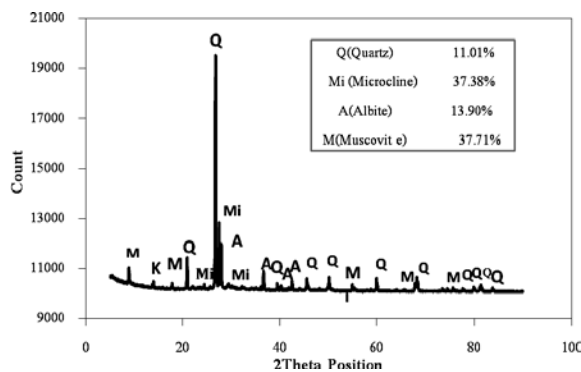 21000
19000
17000
15000
13000
11000
9000
Count
Q
Q(Quartz) 11.01%
Mi (Microcline) 37.38%
A(Albite) 13.90%
M(Muscovit e) 37.71%
M
K
M
Q
Mi
Mi
A
Mi
A
Q
A
A
Q
Q
M
Q
M
Q
M
Q
Q
Q
Q
0
20
40
60
80
100
2Theta Position